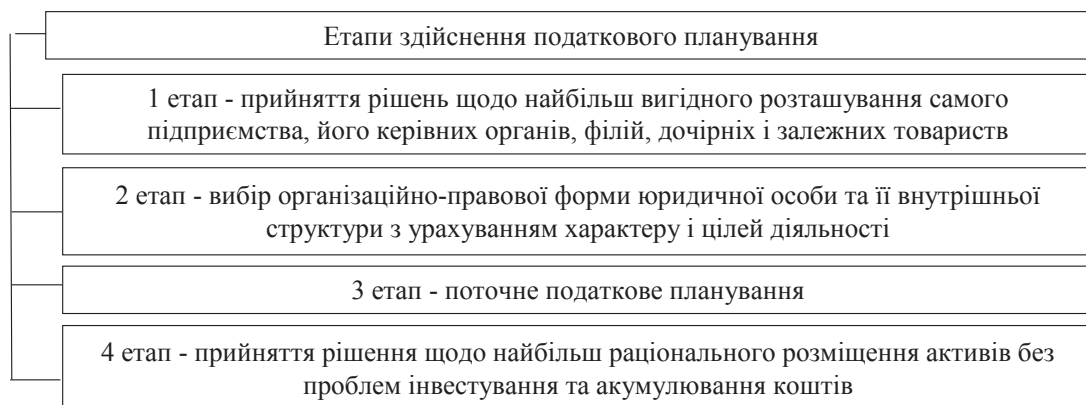 Етапи здійснення податкового планування
1 етап - прийняття рішень щодо найбільш вигідного розташування самого
підприємства, його керівних органів, філій, дочірніх і залежних товариств
2 етап - вибір організаційно-правової форми юридичної особи та її внутрішньої
структури з урахуванням характеру і цілей діяльності
3 етап - поточне податкове планування
4 етап - прийняття рішення щодо найбільш раціонального розміщення активів без
проблем інвестування та акумулювання коштів